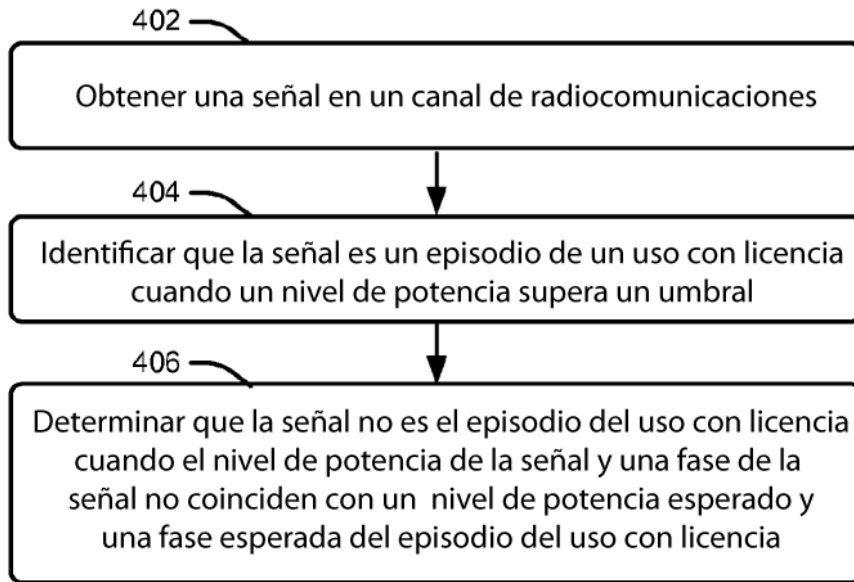 402
Obtener una señal en un canal de radiocomunicaciones
404
Identificar que la señal es un episodio de un uso con licencia
cuando un nivel de potencia supera un umbral
406
Determinar que la señal no es el episodio del uso con licencia
cuando el nivel de potencia de la señal y una fase de la
señal no coinciden con un nivel de potencia esperado y
una fase esperada del episodio del uso con licencia